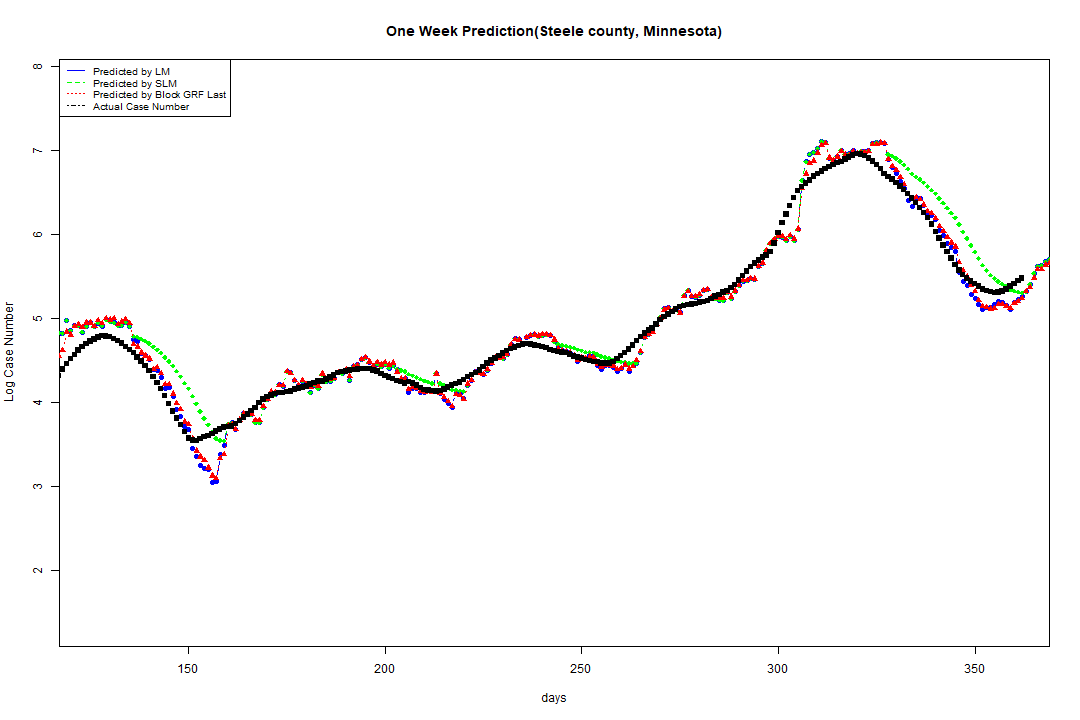 One Week Prediction(Steele county, Minnesota)
Predicted by LM
Predicted by SLM
Predicted by Block GRF Last
Actual Case Number
8
7
6
5
4
3
2
Log Case Number
150 200 250 300 350
days